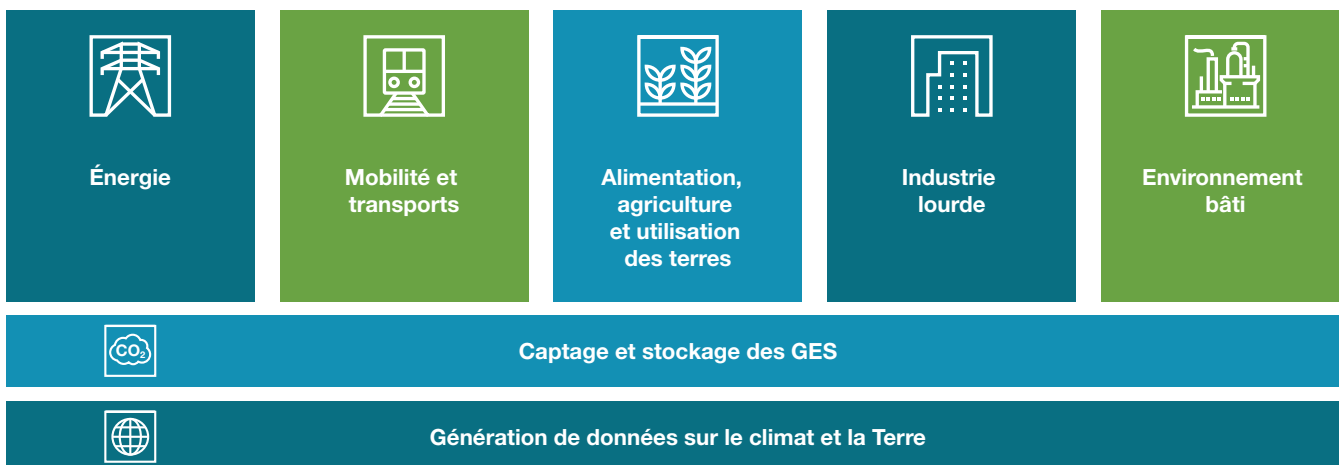 Énergie
Mobilité et
transports
Alimentation,
agriculture
et utilisation
des terres
Industrie
lourde
Environnement
bâti
CO₂
Captage et stockage des GES
Génération de données sur le climat et la Terre